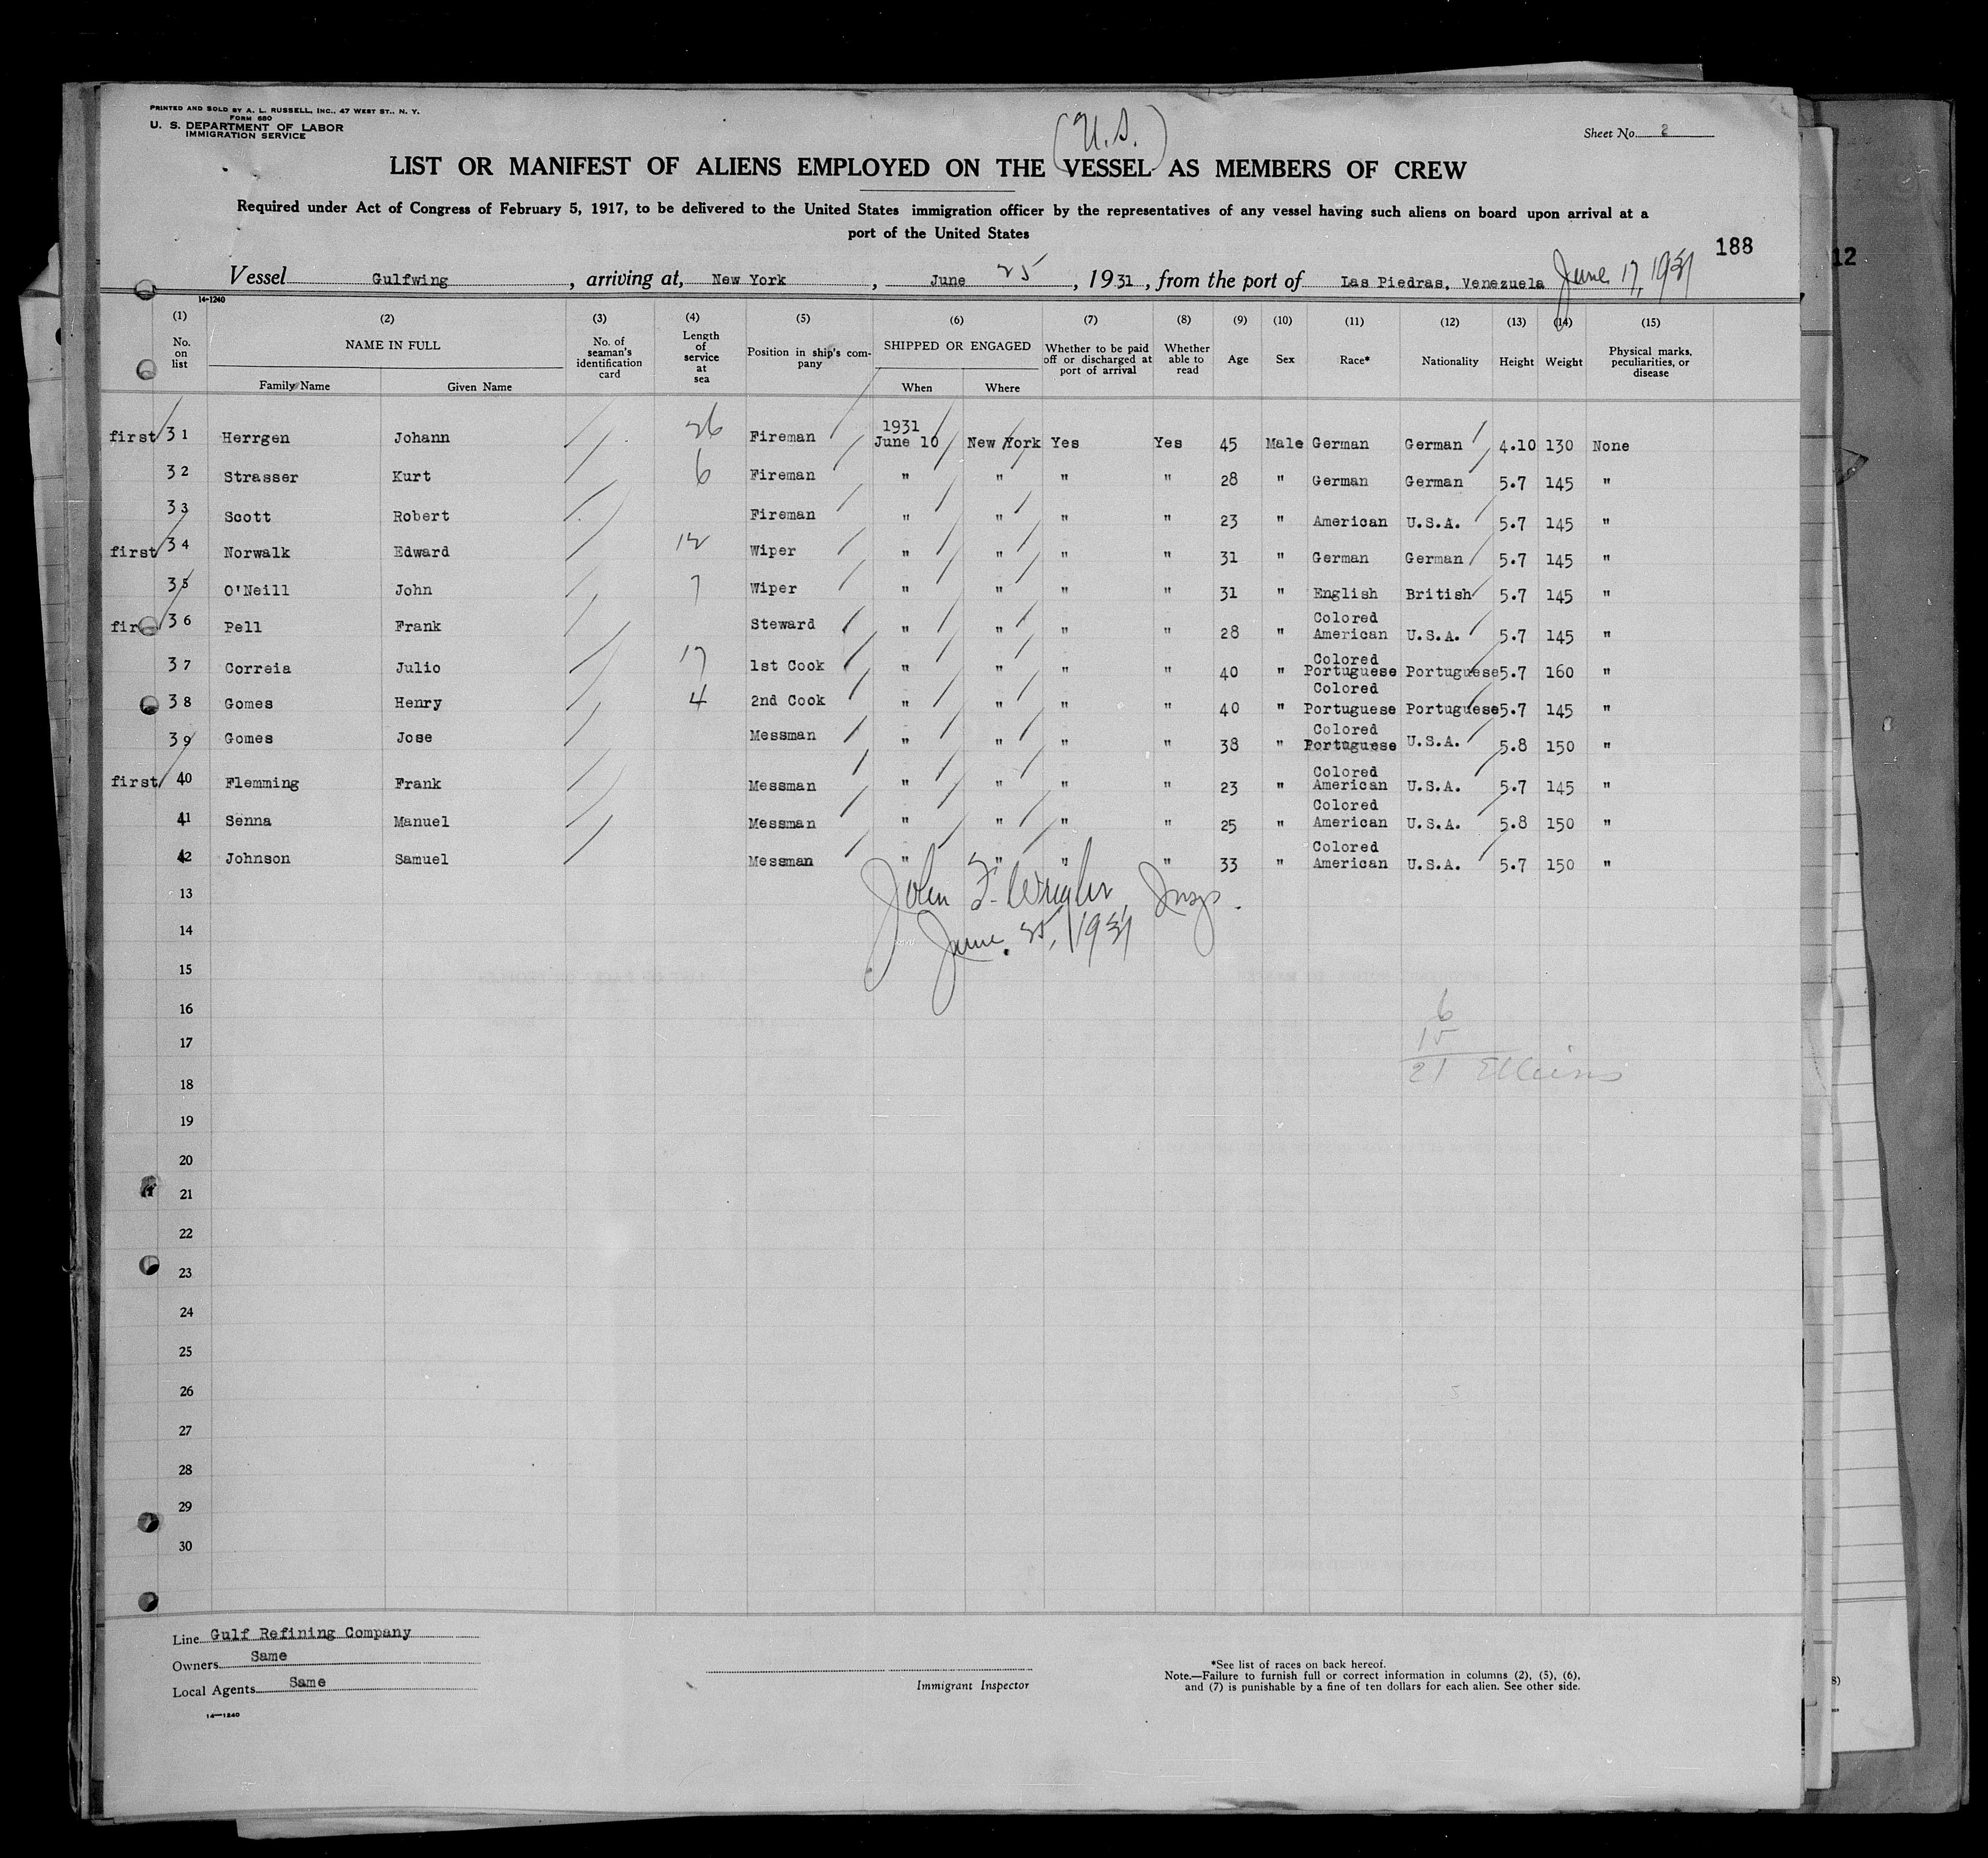 PRINTED AND SOLD BY A. L. RUSSELL, INC., 47 WEST ST., N. Y.
FORM 680
U. S. DEPARTMENT OF LABOR
IMMIGRATION SERVICE
(U.S.)
Sheet No. 2
LIST OR MANIFEST OF ALIENS EMPLOYED ON THE VESSEL AS MEMBERS OF CREW
Required under Act of Congress of February 5, 1917, to be delivered to the United States immigration officer by the representatives of any vessel having such aliens on board upon arrival at a
port of the United States
188
12
Vessel Gulfwing, arriving at, New York, June 25, 1931, from the port of Las Piedras, Venezuela June 17, 1931
14-1240
(1) (2) (3) (4) (5) (6) (7) (8) (9) (10) (11) (12) (13) (14) (15)
No. on list NAME IN FULL Family Name Given Name No. of seaman's identification card Length of service at sea Position in ship's company SHIPPED OR ENGAGED When Where Whether to be paid off or discharged at port of arrival Whether able to read Age Sex Race* Nationality Height Weight Physical marks, peculiarities, or disease
first 31 Herrgen Johann 26 Fireman 1931 June 10 New York Yes Yes 45 Male German German 4.10 130 None
32 Strasser Kurt 6 Fireman " " " " 28 " German German 5.7 145 "
33 Scott Robert Fireman " " " " 23 " American U.S.A. 5.7 145 "
first 34 Norwalk Edward 12 Wiper " " " " 31 " German German 5.7 145 "
35 O'Neill John 7 Wiper " " " " 31 " English British 5.7 145 "
fir 36 Pell Frank Steward " " " " 28 " Colored American U.S.A. 5.7 145 "
37 Correia Julio 17 1st Cook " " " " 40 " Colored Portuguese Portuguese 5.7 160 "
38 Gomes Henry 4 2nd Cook " " " " 40 " Colored Portuguese Portuguese 5.7 145 "
39 Gomes Jose Messman " " " " 38 " Colored Portuguese U.S.A. 5.8 150 "
first 40 Flemming Frank Messman " " " " 23 " Colored American U.S.A. 5.7 145 "
41 Senna Manuel Messman " " " " 25 " Colored American U.S.A. 5.8 150 "
42 Johnson Samuel Messman " " " " 33 " Colored American U.S.A. 5.7 150 "
13
John F. Wright, Insp.
14
June 25, 1931
15
16
6
17
15
21
18
19
20
21
22
23
24
25
26
27
28
29
30
Line Gulf Refining Company
Owners Same
Local Agents Same
14—1240
Immigrant Inspector
*See list of races on back hereof.
Note.—Failure to furnish full or correct information in columns (2), (5), (6),
and (7) is punishable by a fine of ten dollars for each alien. See other side.